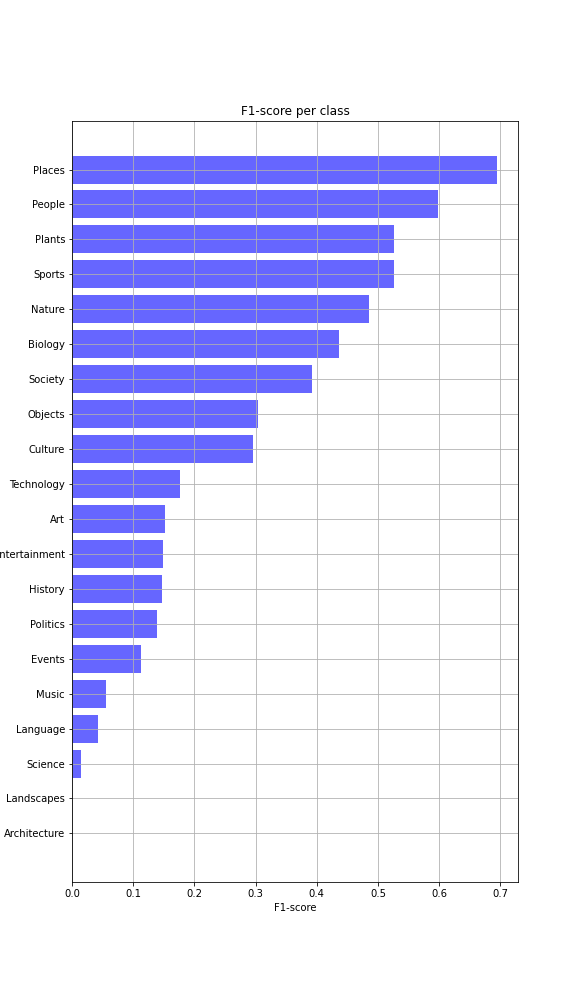 F1-score per class
Places
People
Plants
Sports
Nature
Biology
Society
Objects
Culture
Technology
Art
ntertainment
History
Politics
Events
Music
Language
Science
Landscapes
Architecture
0.0 0.1 0.2 0.3 0.4 0.5 0.6 0.7
F1-score